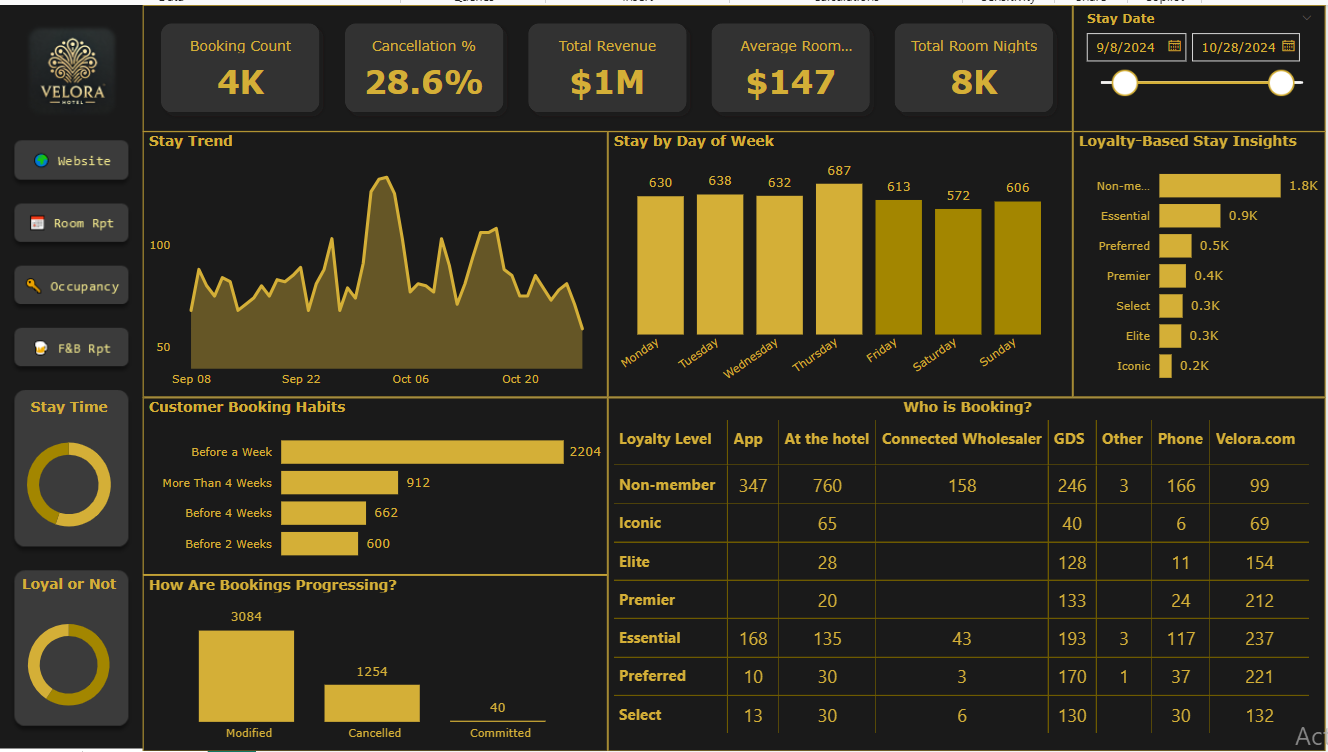 VELORA
HOTEL
Website
Room Rpt
Occupancy
F&B Rpt
Stay Time
Loyal or Not
Booking Count
4K
Cancellation %
28.6%
Total Revenue
$1M
Average Room...
$147
Total Room Nights
8K
Stay Date
9/8/2024 10/28/2024
Stay Trend
100
50
Sep 08 Sep 22 Oct 06 Oct 20
Stay by Day of Week
630 638 632 687 613 572 606
Monday Tuesday Wednesday Thursday Friday Saturday Sunday
Loyalty-Based Stay Insights
Non-me... 1.8K
Essential 0.9K
Preferred 0.5K
Premier 0.4K
Select 0.3K
Elite 0.3K
Iconic 0.2K
Customer Booking Habits
Before a Week 2204
More Than 4 Weeks 912
Before 4 Weeks 662
Before 2 Weeks 600
How Are Bookings Progressing?
3084 1254 40
Modified Cancelled Committed
Who is Booking?
Loyalty Level App At the hotel Connected Wholesaler GDS Other Phone Velora.com
Non-member 347 760 158 246 3 166 99
Iconic 65 40 6 69
Elite 28 128 11 154
Premier 20 133 24 212
Essential 168 135 43 193 3 117 237
Preferred 10 30 3 170 1 37 221
Select 13 30 6 130 30 132